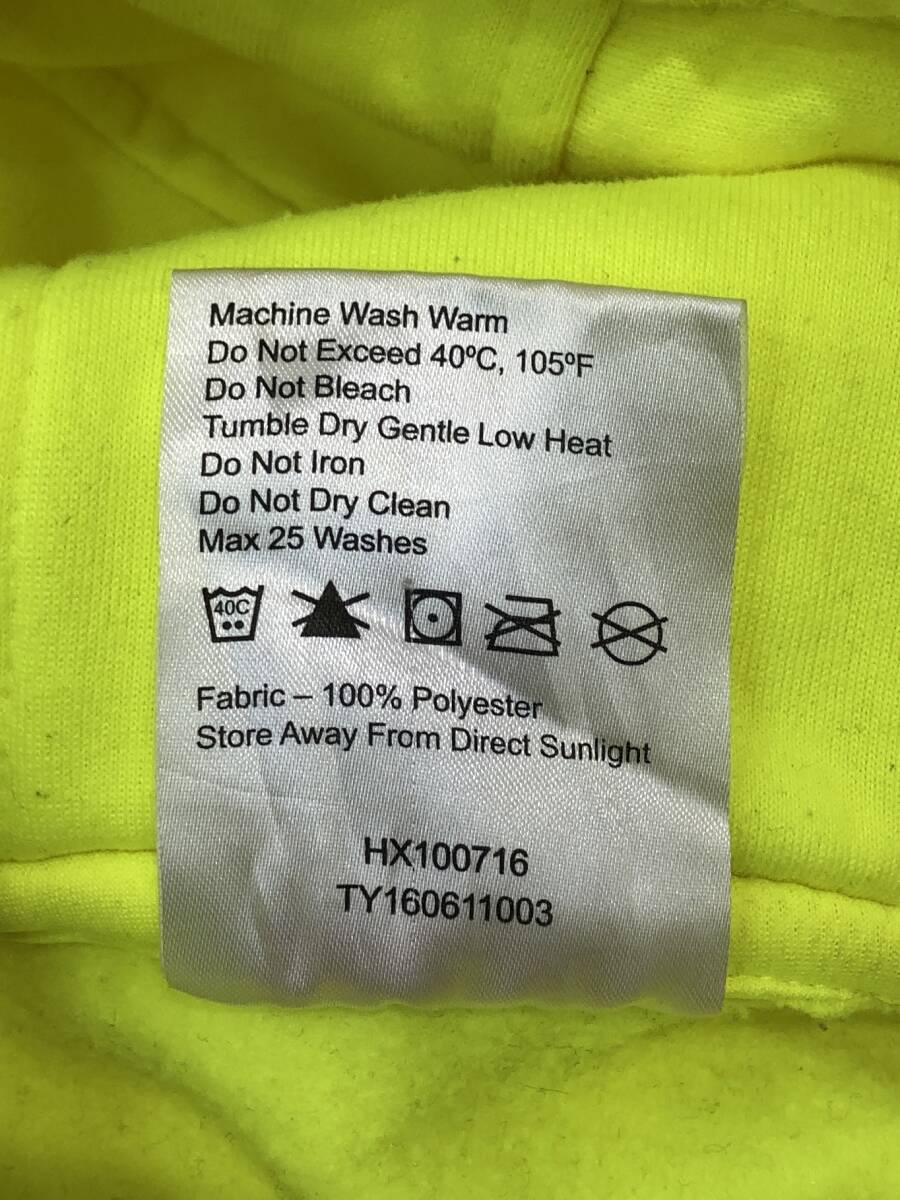 Machine Wash Warm
Do Not Exceed 40ºC, 105ºF
Do Not Bleach
Tumble Dry Gentle Low Heat
Do Not Iron
Do Not Dry Clean
Max 25 Washes
40C
Fabric – 100% Polyester
Store Away From Direct Sunlight
HX100716
TY160611003